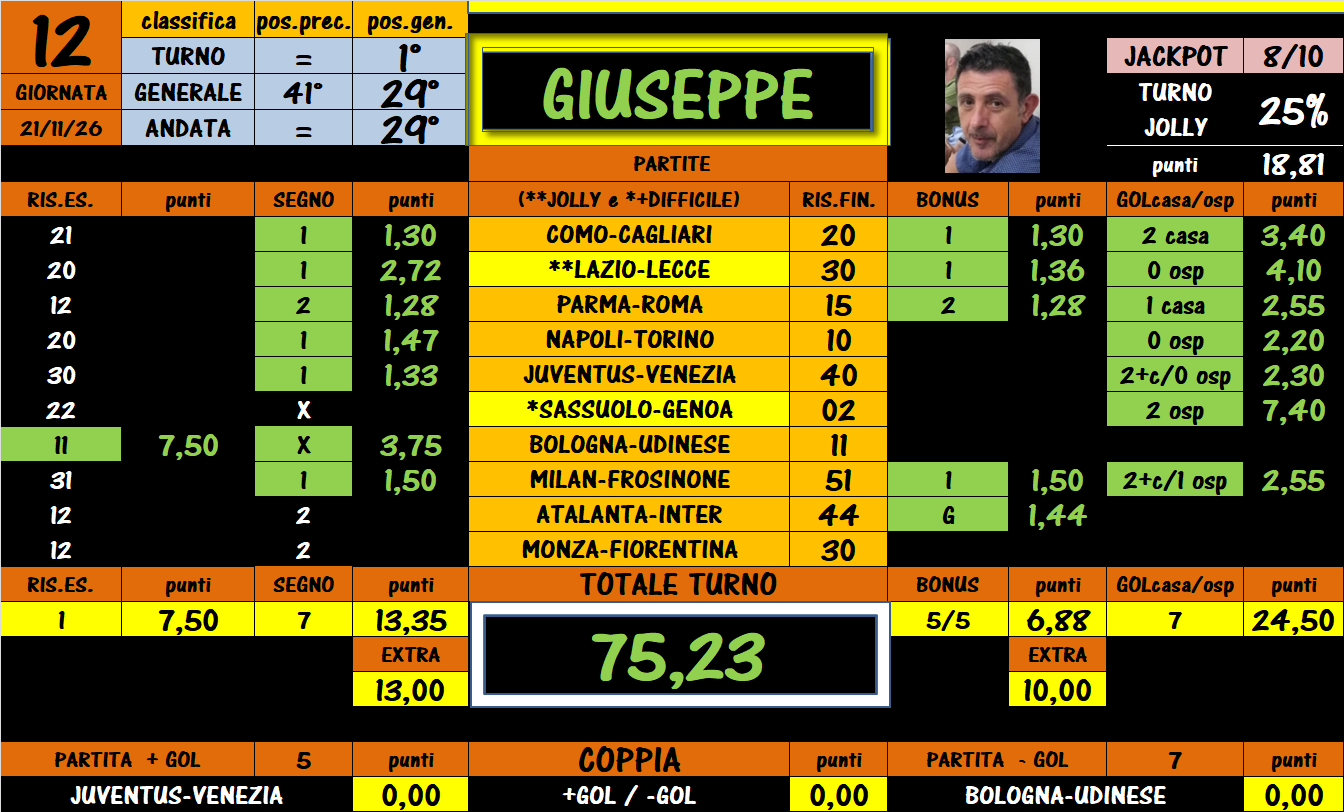 12 classifica pos.prec. pos.gen.
TURNO = 1° GIUSEPPE JACKPOT 8/10
GIORNATA GENERALE 41° 29° TURNO JOLLY 25%
21/11/26 ANDATA = 29°
PARTITE punti 18,81
RIS.ES. punti SEGNO punti (**JOLLY e *+DIFFICILE) RIS.FIN. BONUS punti GOLcasa/osp punti
21 1 1,30 COMO-CAGLIARI 20 1 1,30 2 casa 3,40
20 1 2,72 **LAZIO-LECCE 30 1 1,36 0 osp 4,10
12 2 1,28 PARMA-ROMA 15 2 1,28 1 casa 2,55
20 1 1,47 NAPOLI-TORINO 10 0 osp 2,20
30 1 1,33 JUVENTUS-VENEZIA 40 2+c/0 osp 2,30
22 X *SASSUOLO-GENOA 02 2 osp 7,40
11 7,50 X 3,75 BOLOGNA-UDINESE 11
31 1 1,50 MILAN-FROSINONE 51 1 1,50 2+c/1 osp 2,55
12 2 ATALANTA-INTER 44 G 1,44
12 2 MONZA-FIORENTINA 30
RIS.ES. punti SEGNO punti TOTALE TURNO BONUS punti GOLcasa/osp punti
1 7,50 7 13,35 75,23 5/5 6,88 7 24,50
EXTRA EXTRA
13,00 10,00
PARTITA + GOL 5 punti COPPIA punti PARTITA - GOL 7 punti
JUVENTUS-VENEZIA 0,00 +GOL / -GOL 0,00 BOLOGNA-UDINESE 0,00